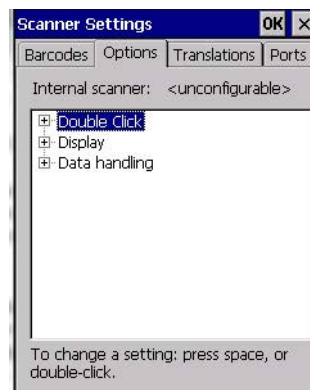 Scanner Settings OK ×
Barcodes Options Translations Ports
Internal scanner: <unconfigurable>
Double Click
Display
Data handling
To change a setting: press space, or
double-click.